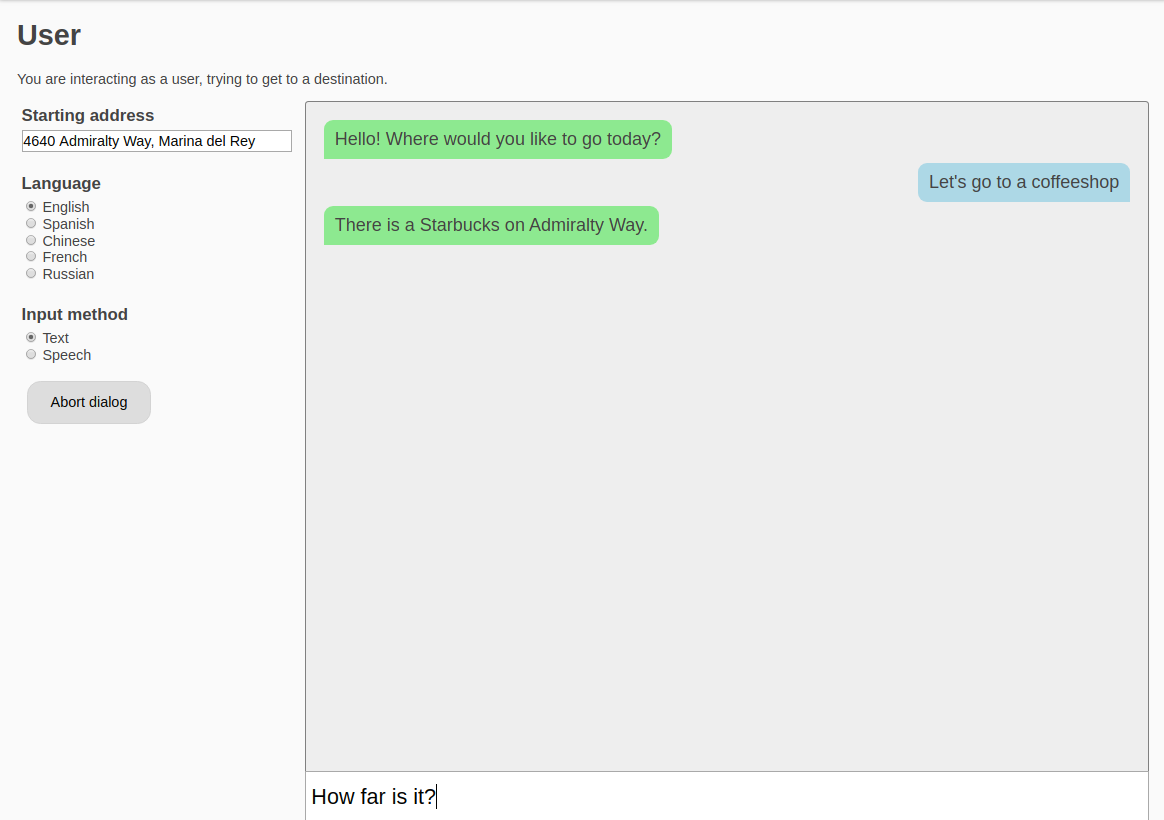 User
You are interacting as a user, trying to get to a destination.
Starting address
4640 Admiralty Way, Marina del Rey
Language
English
Spanish
Chinese
French
Russian
Input method
Text
Speech
Abort dialog
Hello! Where would you like to go today?
Let's go to a coffeeshop
There is a Starbucks on Admiralty Way.
How far is it?